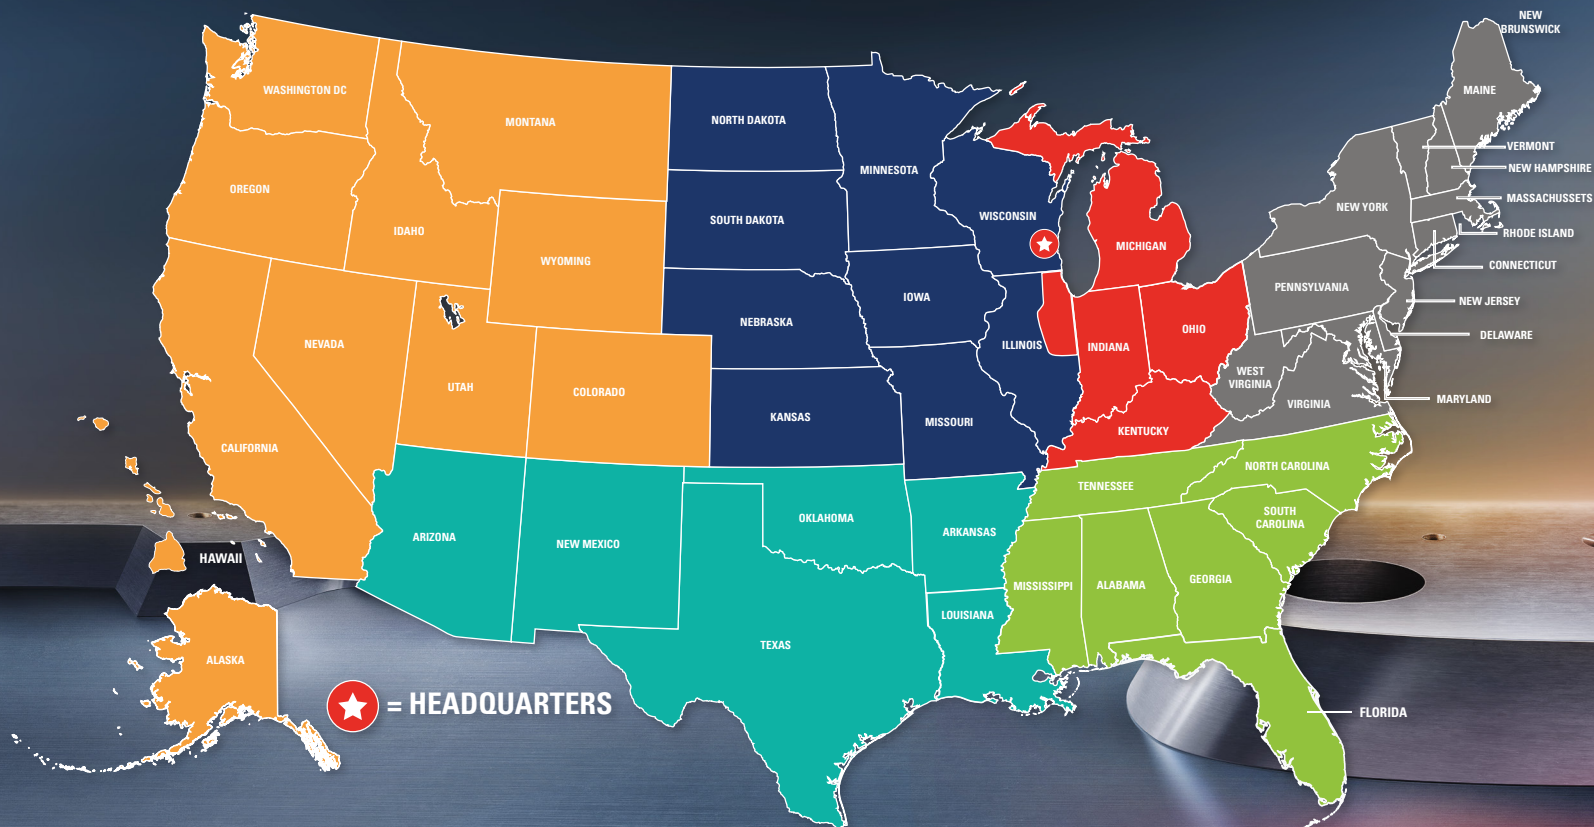 NEW
BRUNSWICK
WASHINGTON DC
MAINE
MONTANA
NORTH DAKOTA
VERMONT
MINNESOTA
NEW HAMPSHIRE
OREGON
MASSACHUSSETS
NEW YORK
SOUTH DAKOTA
WISCONSIN
IDAHO
RHODE ISLAND
MICHIGAN
WYOMING
CONNECTICUT
PENNSYLVANIA
IOWA
NEW JERSEY
NEBRASKA
OHIO
DELAWARE
NEVADA
ILLINOIS
INDIANA
WEST
VIRGINIA
UTAH
COLORADO
MARYLAND
VIRGINIA
KANSAS
MISSOURI
KENTUCKY
CALIFORNIA
NORTH CAROLINA
TENNESSEE
SOUTH
CAROLINA
OKLAHOMA
ARKANSAS
ARIZONA
NEW MEXICO
HAWAII
GEORGIA
MISSISSIPPI
ALABAMA
LOUISIANA
TEXAS
ALASKA
= HEADQUARTERS
FLORIDA